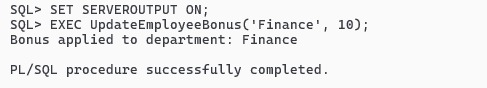 SQL> SET SERVEROUTPUT ON;
SQL> EXEC UpdateEmployeeBonus('Finance', 10);
Bonus applied to department: Finance
PL/SQL procedure successfully completed.